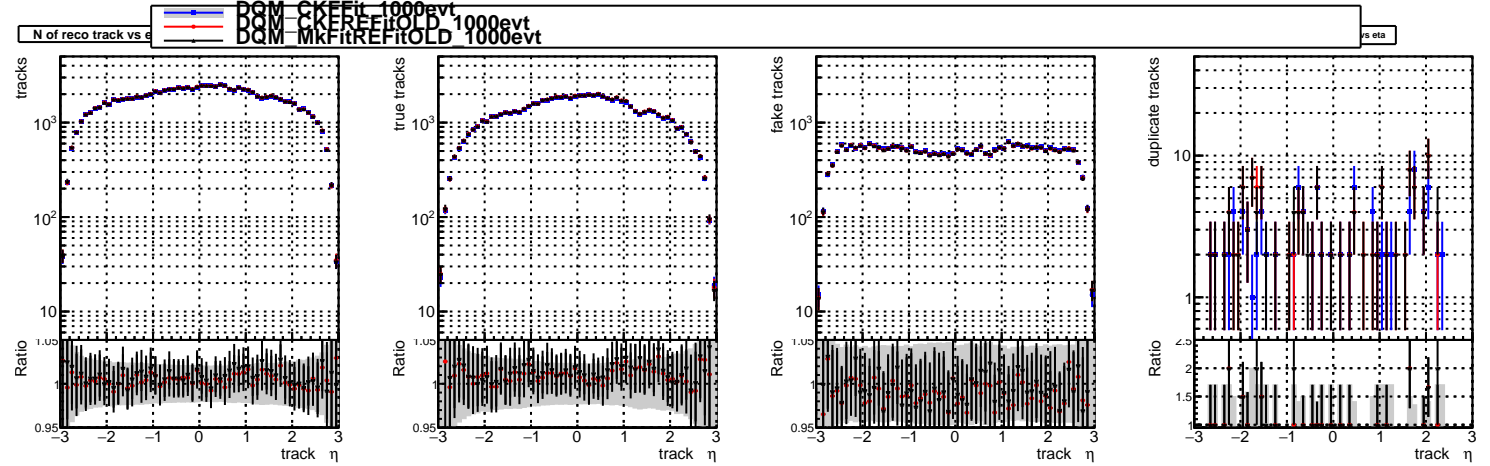 DQM_CKFFit_1000evt
DQM_CKFREFitOLD_1000evt
DQM_MkFitREFitOLD_1000evt
N of reco track vs e
vs eta
tracks
10³
10²
10
Ratio
1.05
1
0.95
−3 −2 −1 0 1 2 3
track η
true tracks
10³
10²
10
Ratio
1.05
1
0.95
−3 −2 −1 0 1 2 3
track η
fake tracks
10³
10²
10
Ratio
1.05
1
0.95
−3 −2 −1 0 1 2 3
track η
duplicate tracks
10
1
Ratio
2.5
2
1.5
1
−3 −2 −1 0 1 2 3
track η